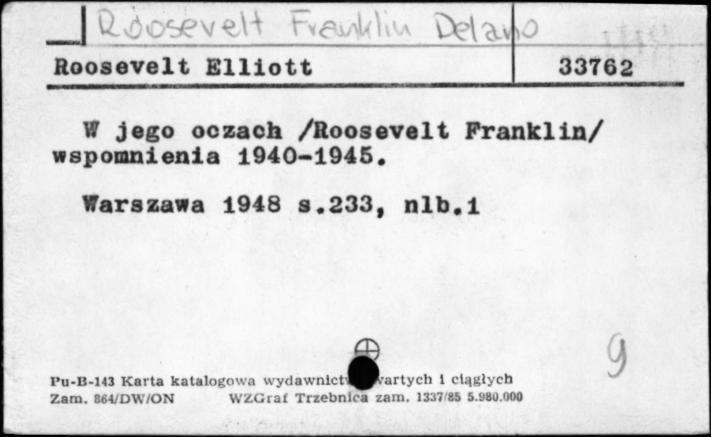 Roosevelt Franklin Delano
Roosevelt Elliott 33762
W jego oczach /Roosevelt Franklin/
wspomnienia 1940-1945.
Warszawa 1948 s.233, nlb.1
9
Pu-B-143 Karta katalogowa wydawnict wartych i ciągłych
Zam. 864/DW/ON WZGraf Trzebnica zam. 1337/85 5.980.000